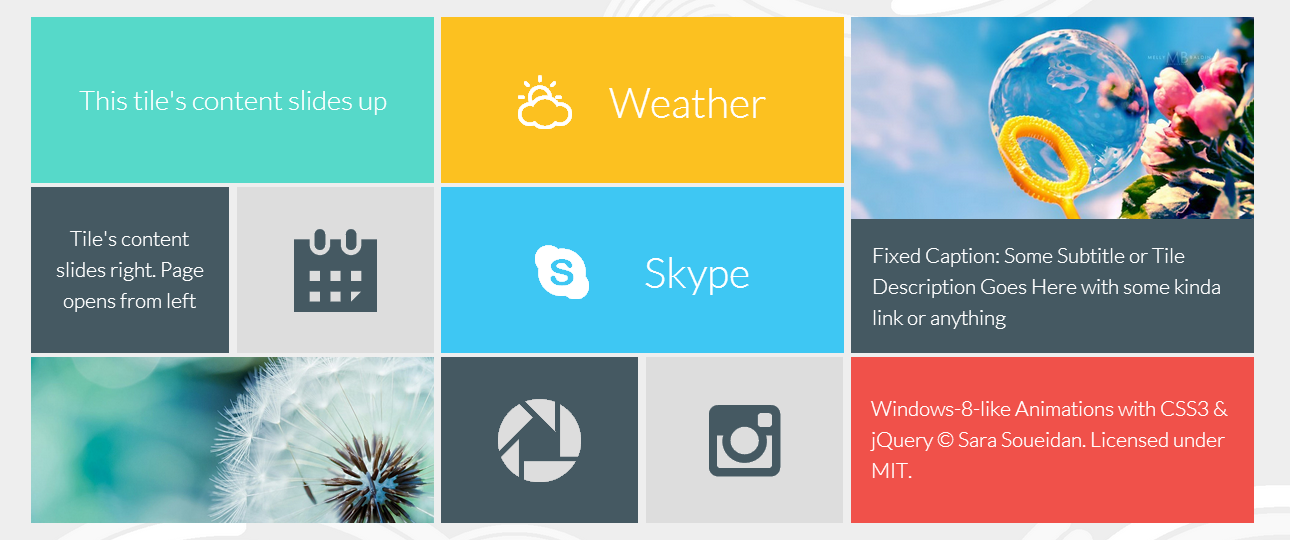 This tile's content slides up
Weather
Tile's content
slides right. Page
opens from left
S
Skype
Fixed Caption: Some Subtitle or Tile
Description Goes Here with some kinda
link or anything
Windows-8-like Animations with CSS3 &
jQuery © Sara Soueidan. Licensed under
MIT.